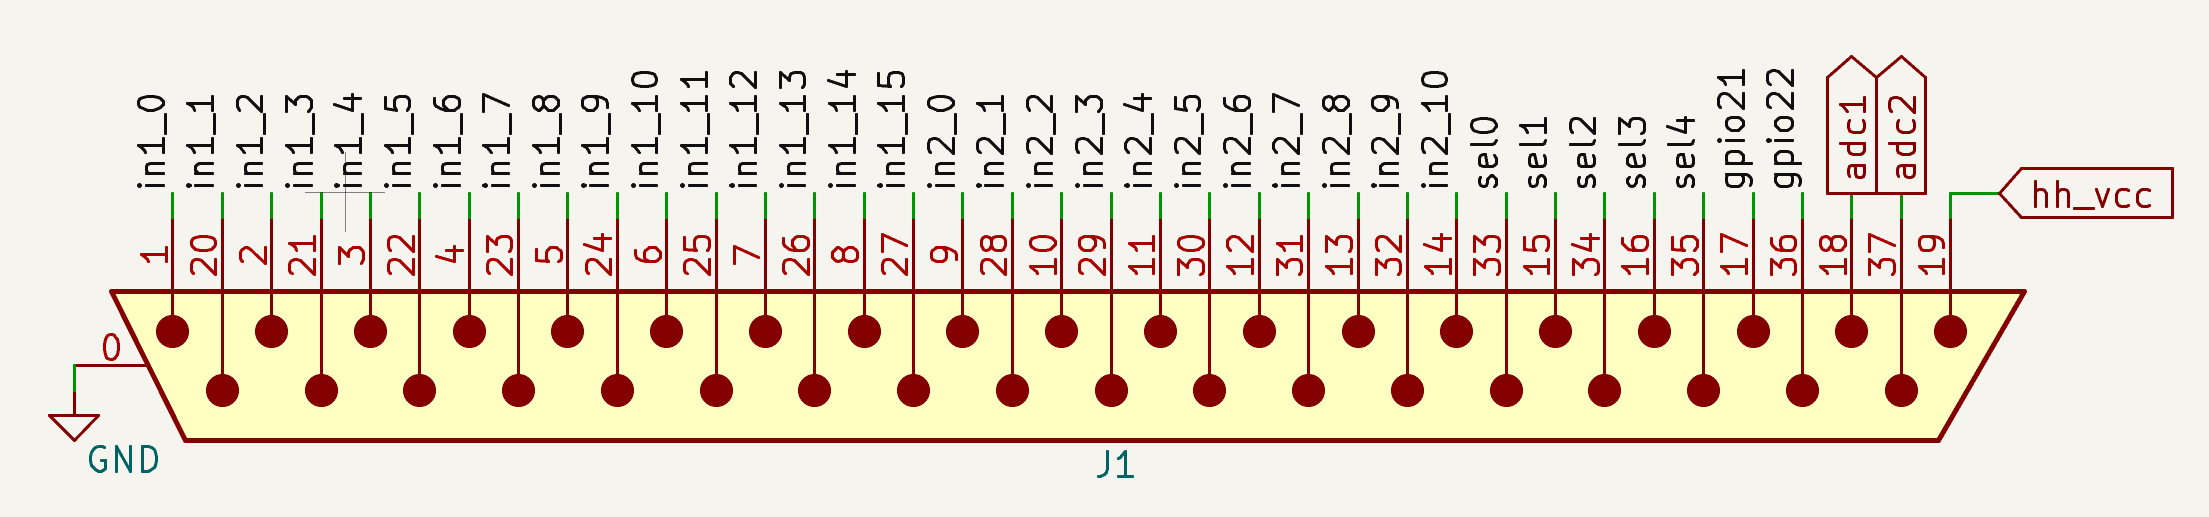 in1_0 in1_1 in1_2 in1_3 in1_4 in1_5 in1_6 in1_7 in1_8 in1_9 in1_10 in1_11 in1_12 in1_13 in1_14 in1_15 in2_0 in2_1 in2_2 in2_3 in2_4 in2_5 in2_6 in2_7 in2_8 in2_9 in2_10 sel0 sel1 sel2 sel3 sel4 gpio21 gpio22 adc1 adc2
hh_vcc
1 20 2 21 3 22 4 23 5 24 6 25 7 26 8 27 9 28 10 29 11 30 12 31 13 32 14 33 15 34 16 35 17 36 18 37 19
0
GND
J1